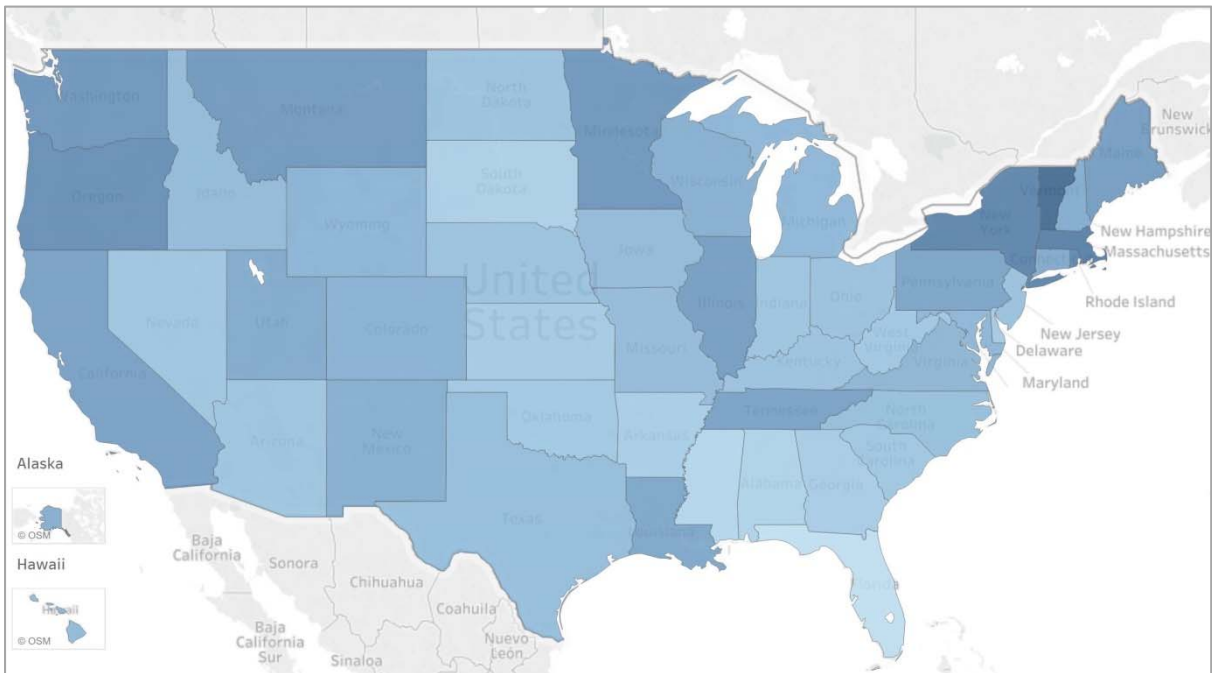 New
Brunswick
Washington
North
Dakota
Montana
Minnesota
Maine
South
Dakota
Oregon
Idaho
Wyoming
Wisconsin
Michigan
Vermont
New
York
New Hampshire
Massachusetts
Connect
Rhode Island
Iowa
United
States
Nevada
Utah
Colorado
Illinois
Indiana
Ohio
Pennsylvania
New Jersey
Delaware
Maryland
West
Virginia
Virginia
Missouri
Kentucky
California
Arizona
New
Mexico
Oklahoma
Arkansas
Tennessee
North
Carolina
South
Carolina
Alabama
Georgia
Texas
Louisiana
Florida
Alaska
© OSM
Hawaii
Hawaii
© OSM
Baja
California
Sonora
Chihuahua
Coahuila
Baja
California
Sur
Sinaloa
Nuevo
León